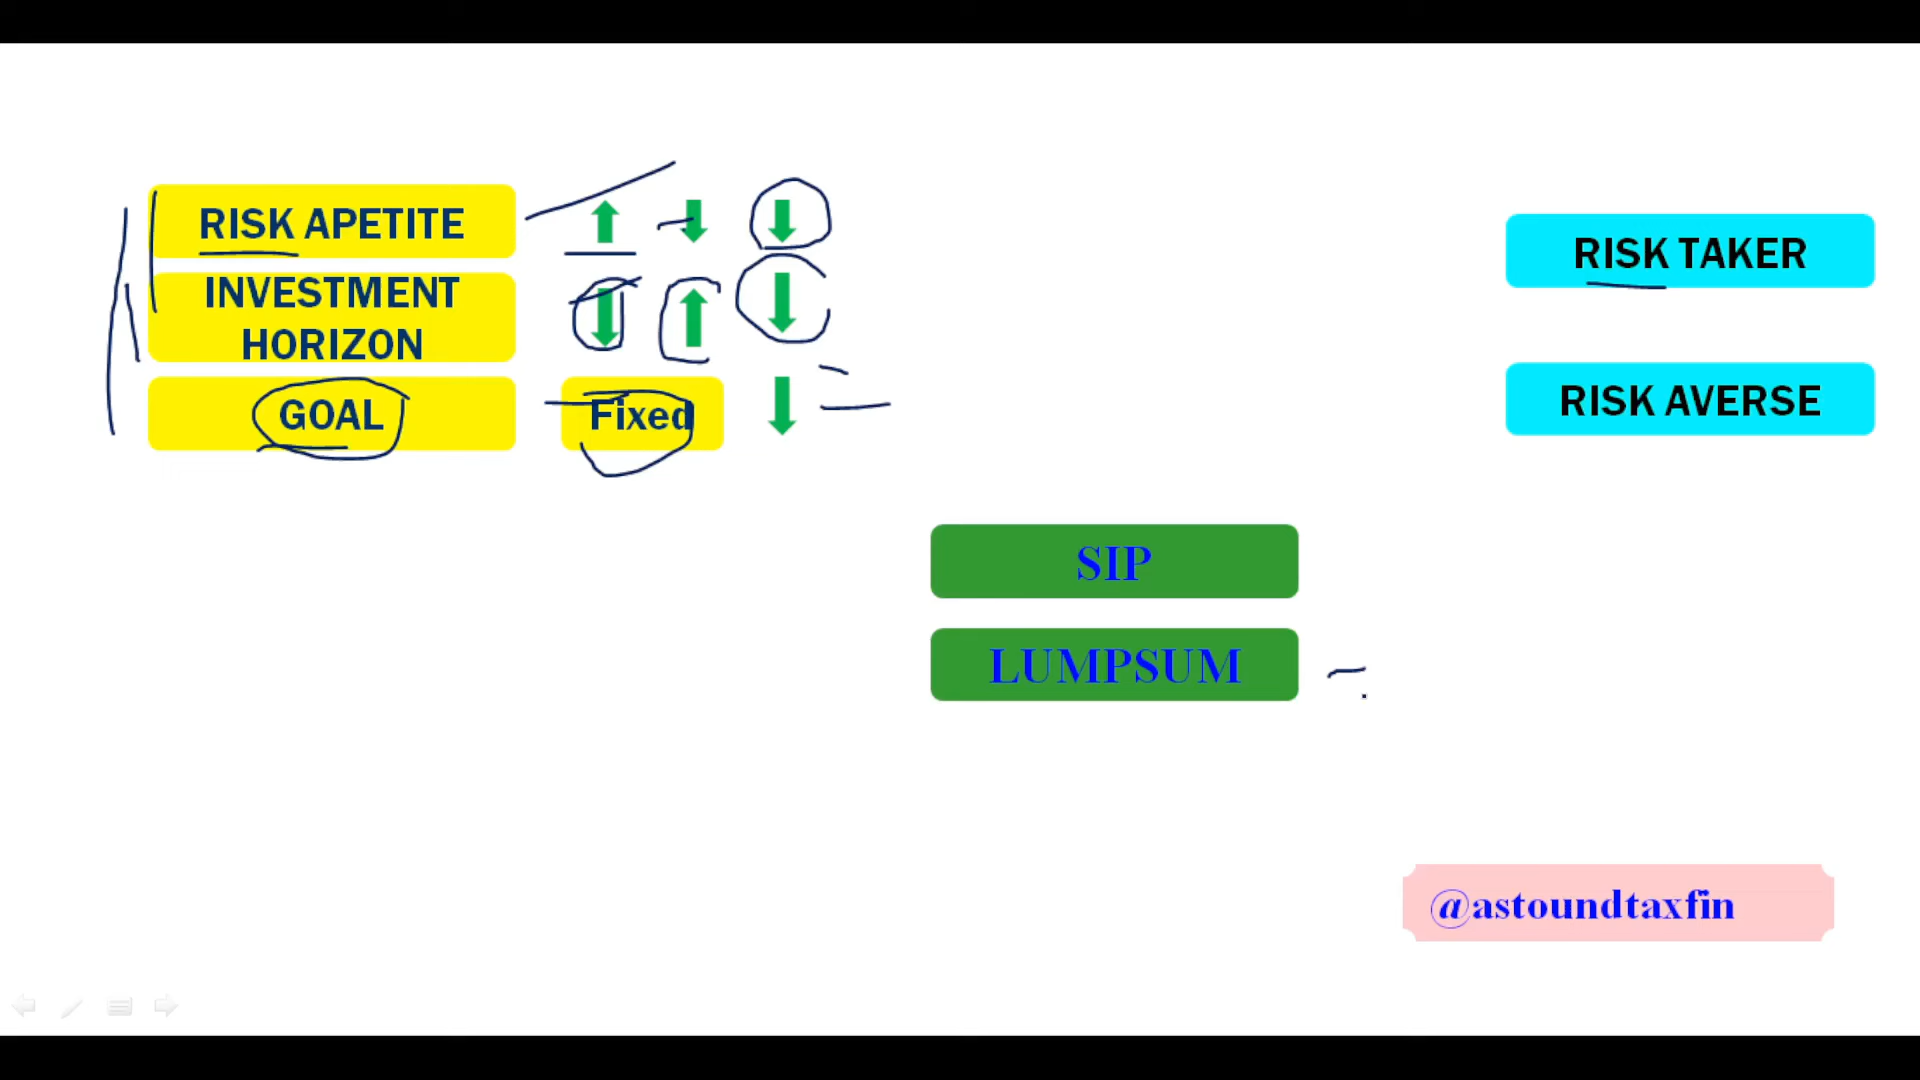 RISK APETITE
INVESTMENT
HORIZON
GOAL
Fixed
RISK TAKER
RISK AVERSE
SIP
LUMPSUM
@astoundtaxfin